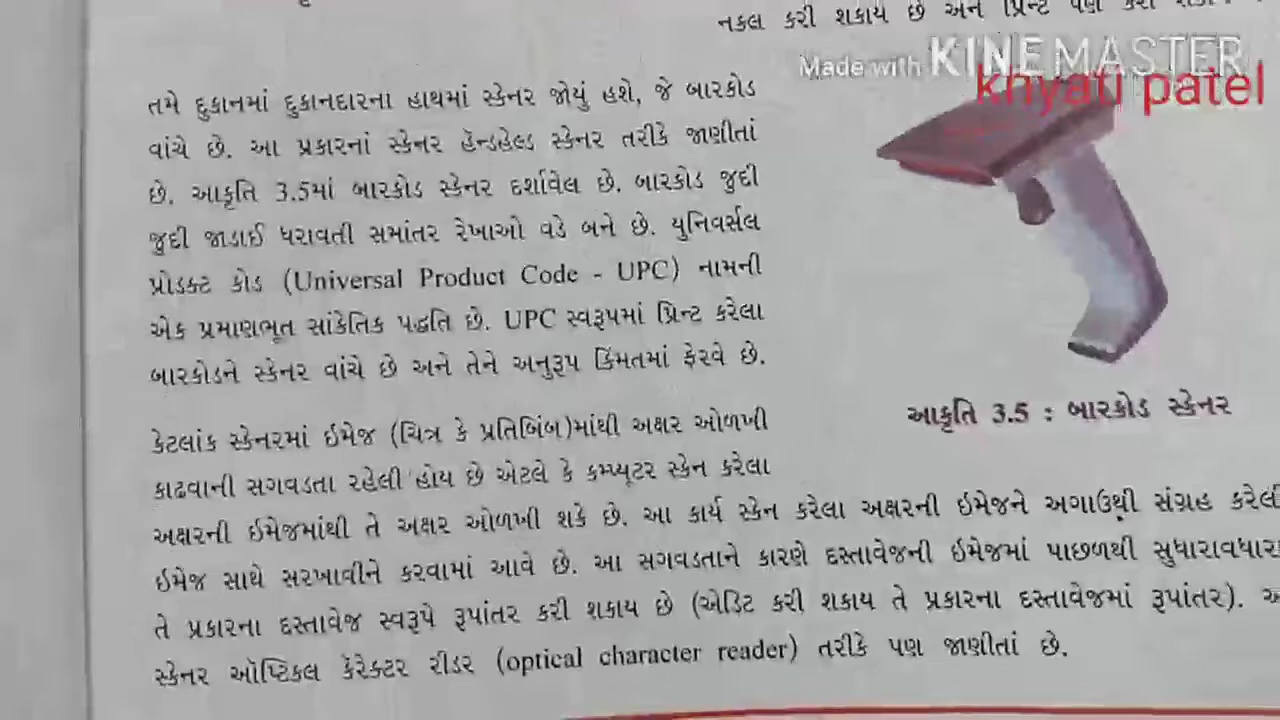 નકલ કરી શકાય છે અને પ્રિન્ટ પણ કરી
Made with KINEMASTER
khyati patel
તમે દુકાનમાં દુકાનદારના હાથમાં સ્કેનર જોયું હશે, જે બારકોડ
વાંચે છે. આ પ્રકારનાં સ્કેનર હૅન્ડહેલ્ડ સ્કેનર તરીકે જાણીતાં
છે. આકૃતિ 3.5માં બારકોડ સ્કેનર દર્શાવેલ છે. બારકોડ જુદી
જુદી જાડાઈ ધરાવતી સમાંતર રેખાઓ વડે બને છે. યુનિવર્સલ
પ્રોડક્ટ કોડ (Universal Product Code - UPC) નામની
એક પ્રમાણભૂત સાંકેતિક પદ્ધતિ છે. UPC સ્વરૂપમાં પ્રિન્ટ કરેલા
બારકોડને સ્કેનર વાંચે છે અને તેને અનુરૂપ કિંમતમાં ફેરવે છે.
આકૃતિ 3.5 : બારકોડ સ્કેનર
કેટલાંક સ્કેનરમાં ઇમેજ (ચિત્ર કે પ્રતિબિંબ)માંથી અક્ષર ઓળખી
કાઢવાની સગવડતા રહેલી હોય છે એટલે કે કમ્પ્યૂટર સ્કેન કરેલા
અક્ષરની ઇમેજમાંથી તે અક્ષર ઓળખી શકે છે. આ કાર્ય સ્કેન કરેલા અક્ષરની ઇમેજને અગાઉથી સંગ્રહ કરેલી
ઇમેજ સાથે સરખાવીને કરવામાં આવે છે. આ સગવડતાને કારણે દસ્તાવેજની ઇમેજમાં પાછળથી સુધારાવધારા
તે પ્રકારના દસ્તાવેજ સ્વરૂપે રૂપાંતર કરી શકાય છે (એડિટ કરી શકાય તે પ્રકારના દસ્તાવેજમાં રૂપાંતર).
સ્કેનર ઑપ્ટિકલ કૅરેક્ટર રીડર (optical character reader) તરીકે પણ જાણીતાં છે.